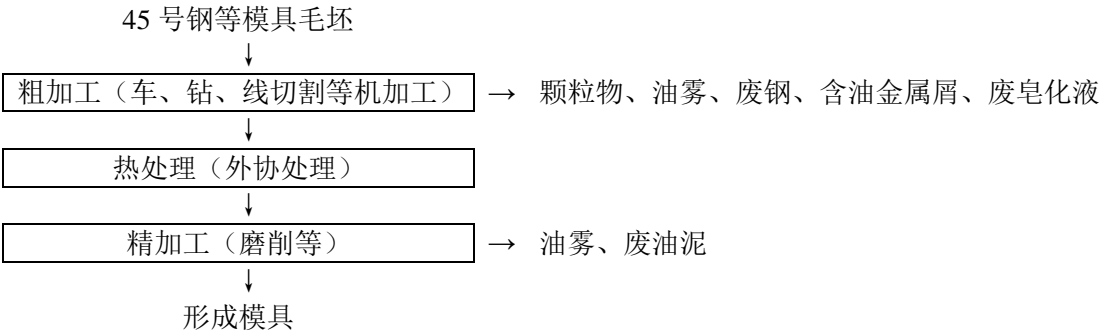 45 号钢等模具毛坯
↓
粗加工（车、钻、线切割等机加工） → 颗粒物、油雾、废钢、含油金属屑、废皂化液
↓
热处理（外协处理）
↓
精加工（磨削等） → 油雾、废油泥
↓
形成模具